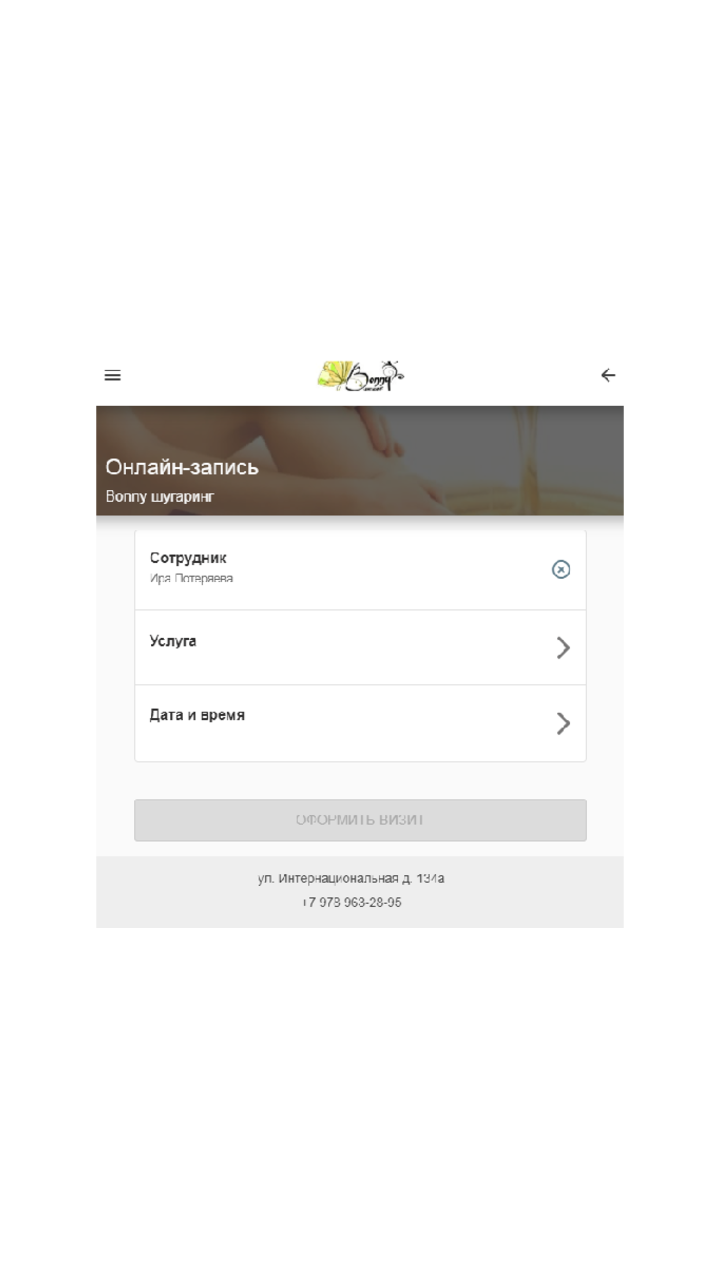 Bonny
Онлайн-запись
Bonny шугаринг
Сотрудник
Ира Потеряева
Услуга
Дата и время
ОФОРМИТЬ ВИЗИТ
ул. Интернациональная д. 134а
+7 978 963-28-95